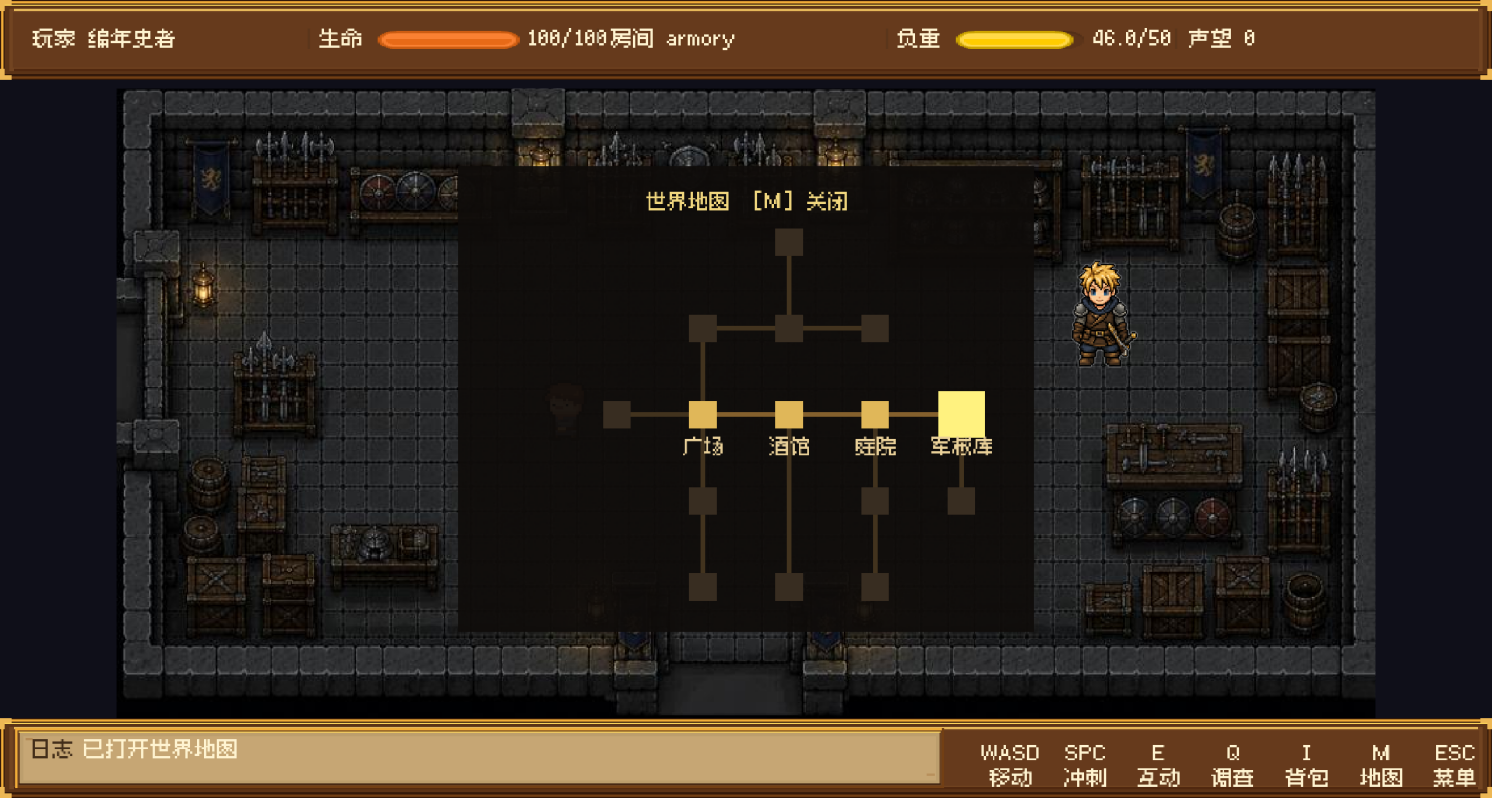 玩家 编年史者 生命 100/100 房间 armory 负重 46.0/50 声望 0
世界地图 [M] 关闭
广场 酒馆 庭院 军械库
日志 已打开世界地图
WASD SPC E Q I M ESC
移动 冲刺 互动 调查 背包 地图 菜单